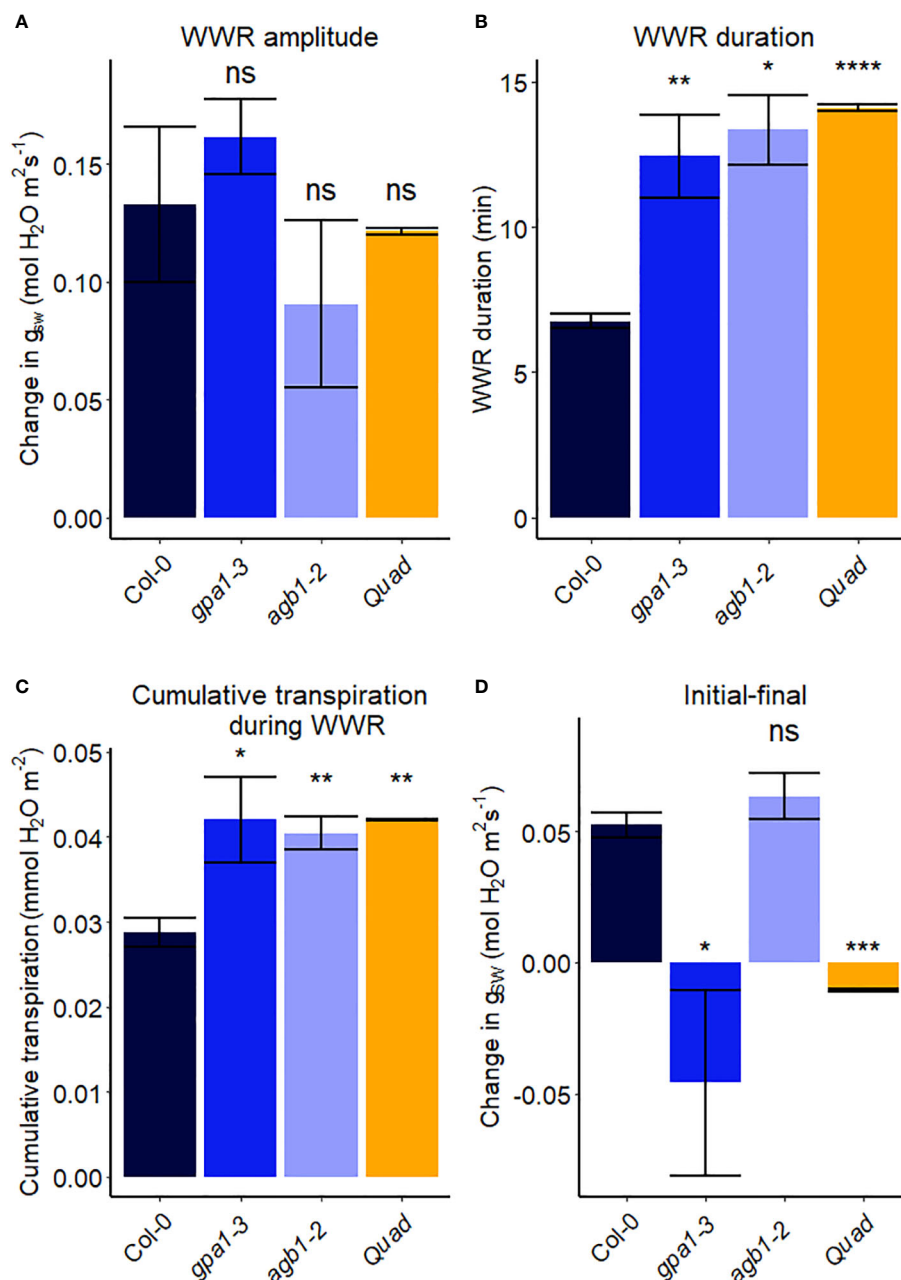 A
WWR amplitude
ns
ns
ns
Change in gsw (mol H2O m2s-1)
0.15
0.10
0.05
0.00
Col-0
gpa1-3
agb1-2
Quad
B
WWR duration
**
*
****
WWR duration (min)
15
10
5
0
Col-0
gpa1-3
agb1-2
Quad
C
Cumulative transpiration
during WWR
*
**
**
Cumulative transpiration (mmol H2O m-2)
0.05
0.04
0.03
0.02
0.01
0.00
Col-0
gpa1-3
agb1-2
Quad
D
Initial-final
ns
*
***
Change in gSW (mol H2O m2s-1)
0.05
0.00
-0.05
Col-0
gpa1-3
agb1-2
Quad